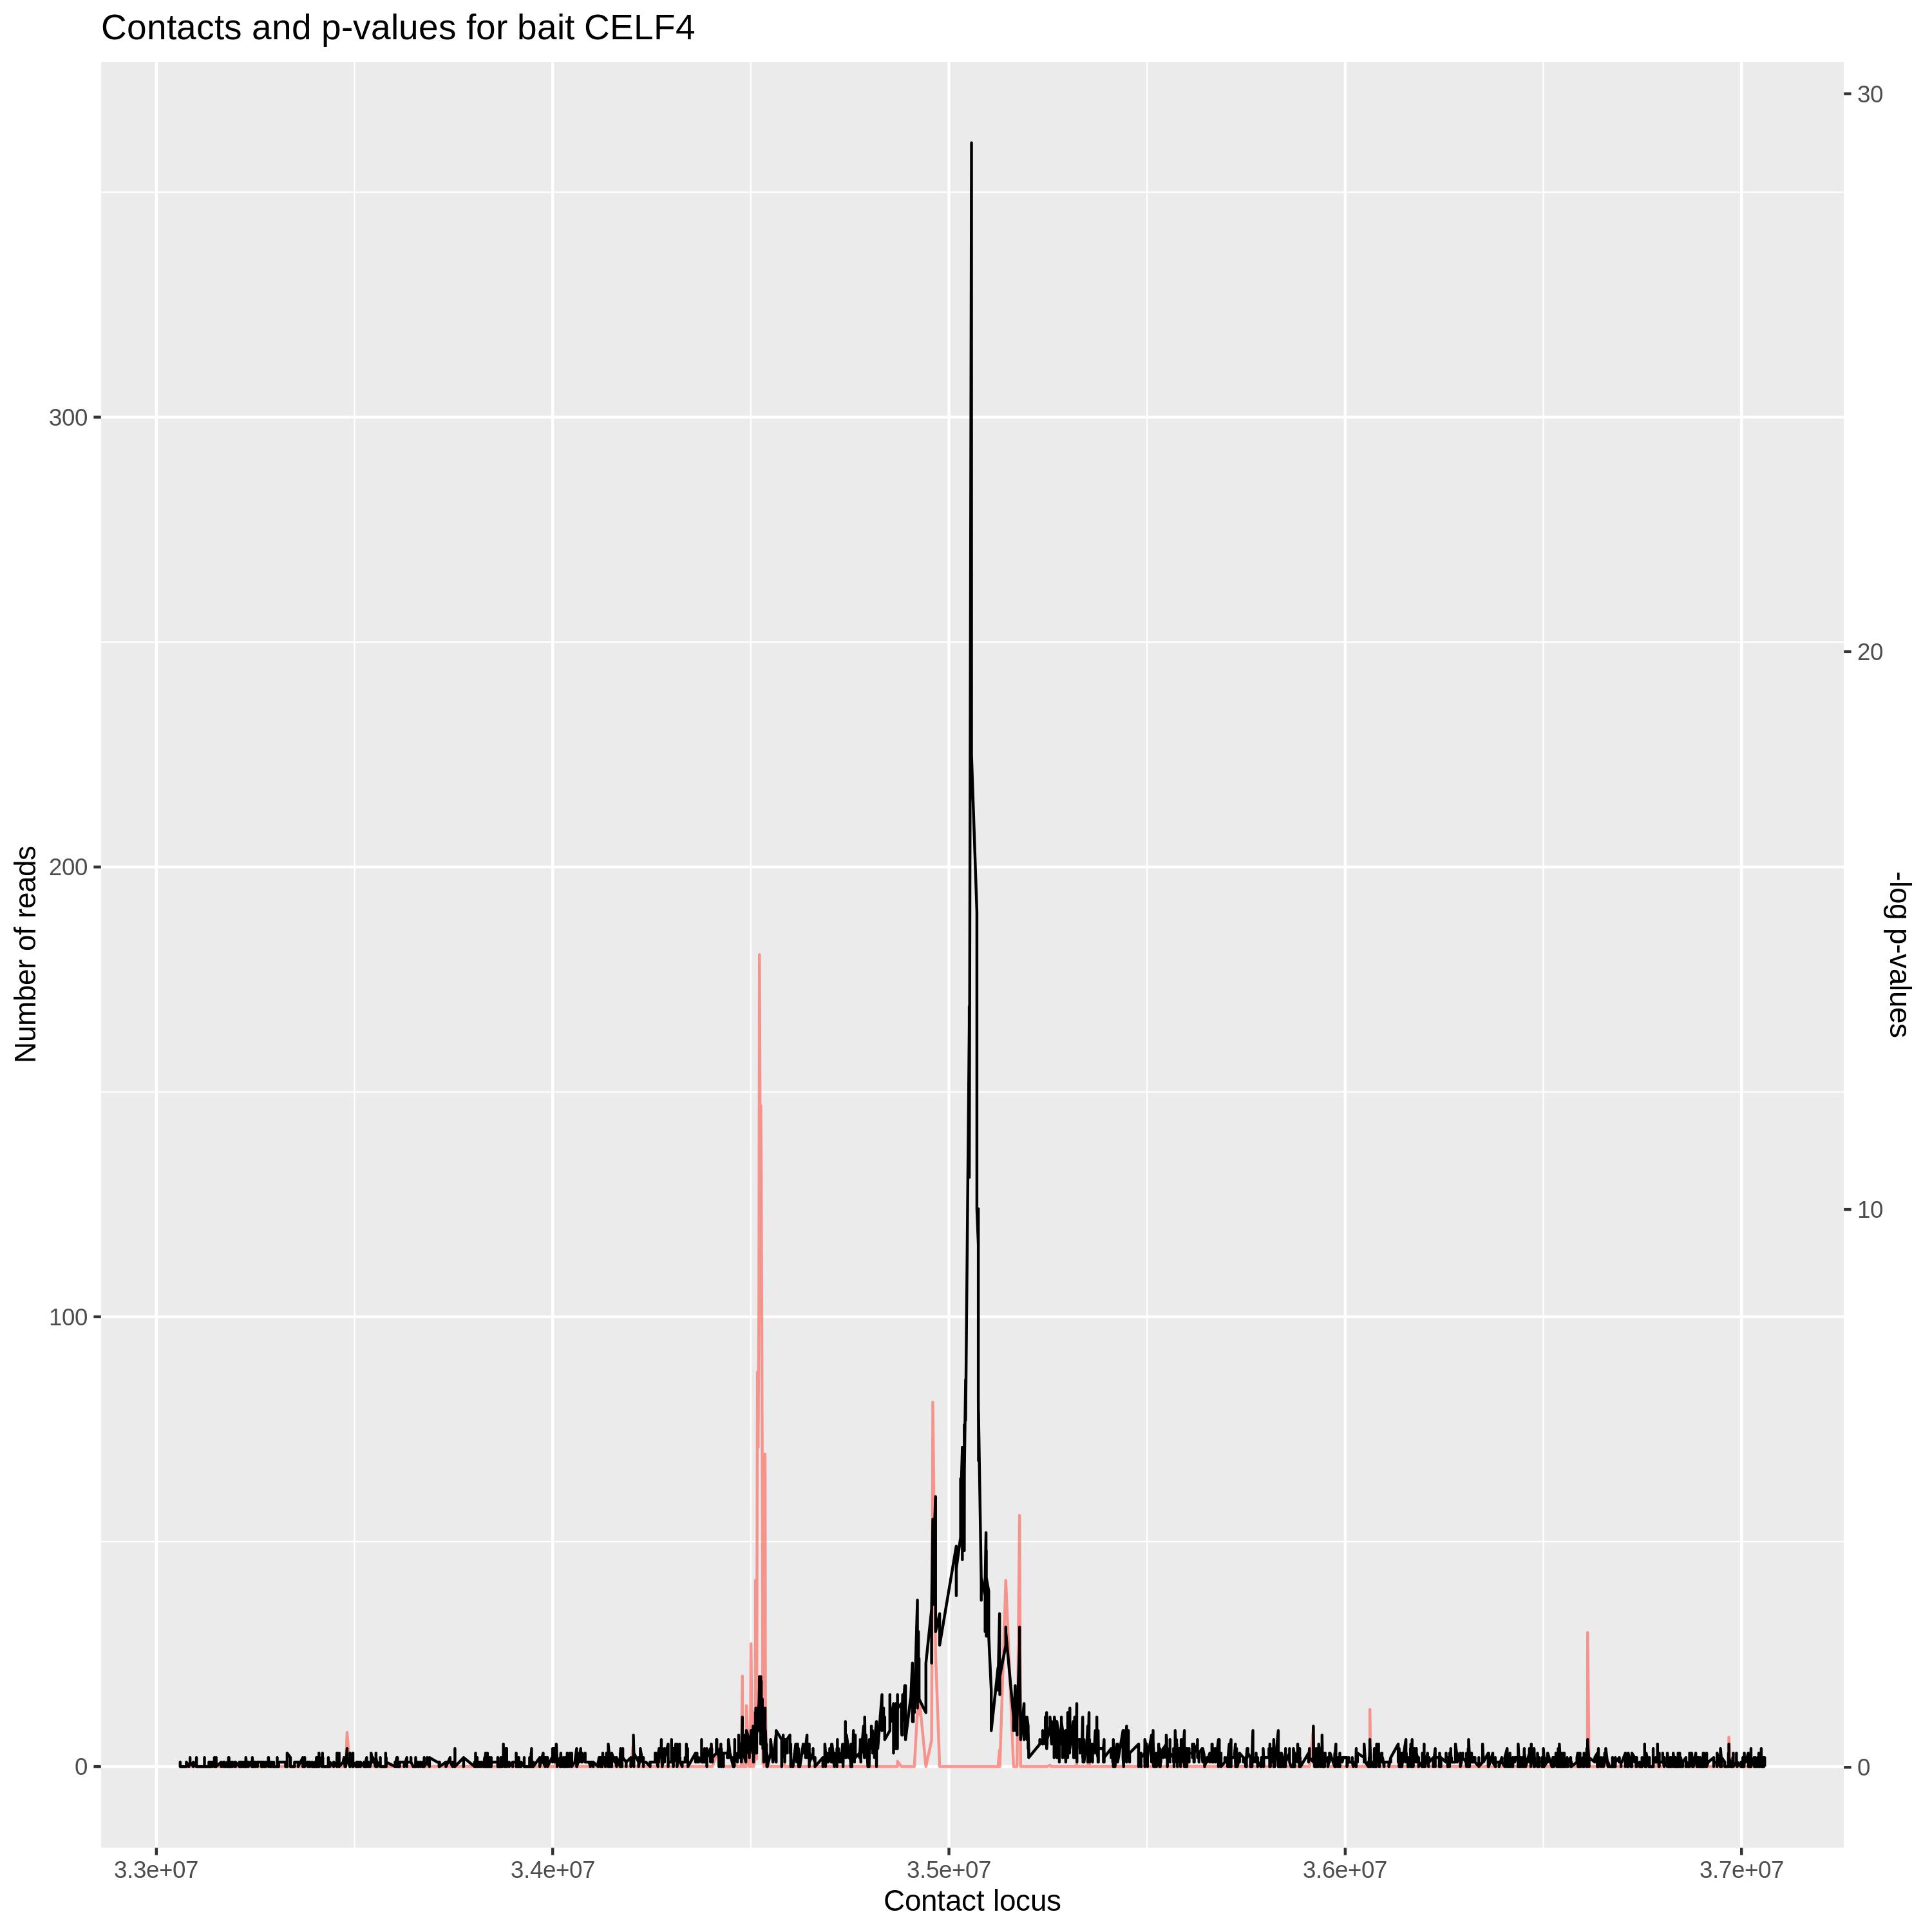 Contacts and p-values for bait CELF4
30
300
20
200
Number of reads
-log p-values
10
100
0
0
3.3e+07 3.4e+07 3.5e+07 3.6e+07 3.7e+07
Contact locus